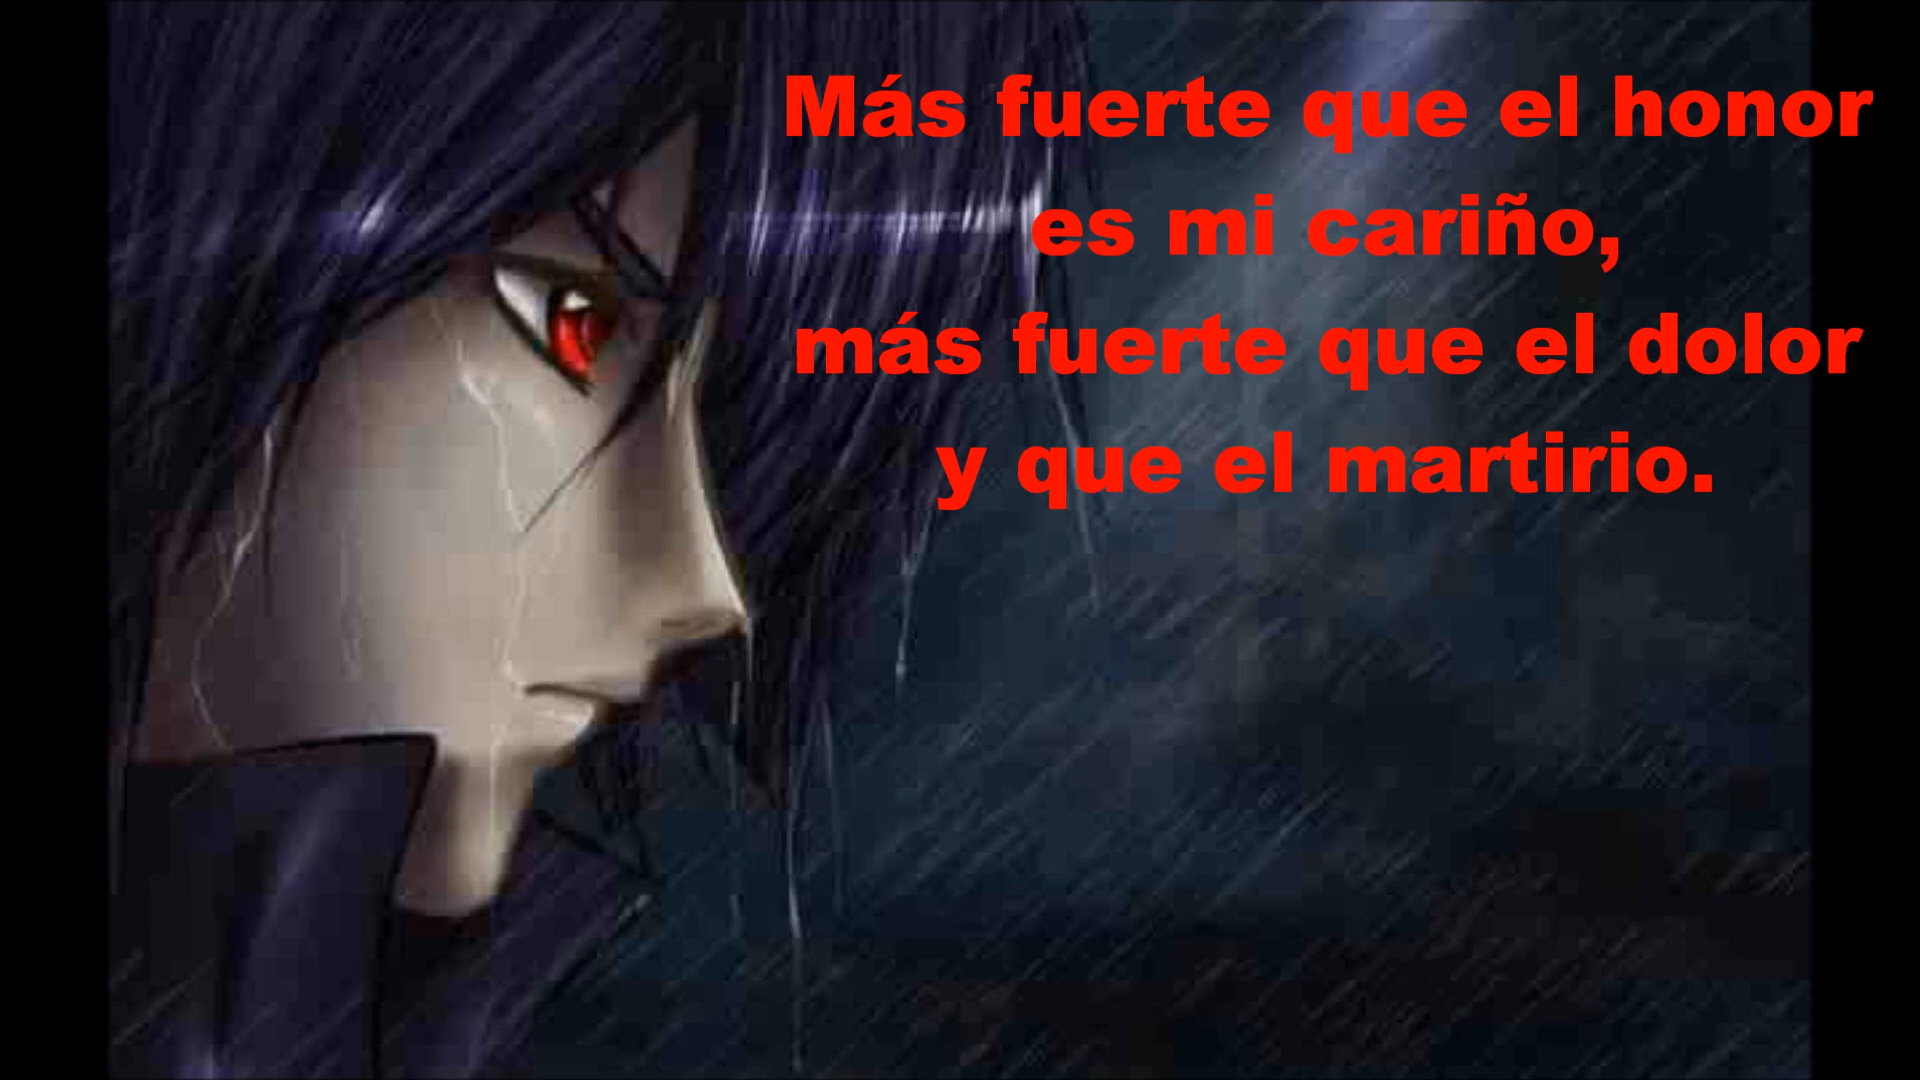 Más fuerte que el honor
es mi cariño,
más fuerte que el dolor
y que el martirio.